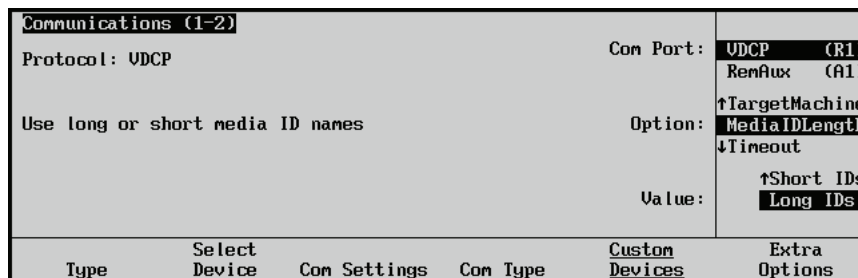 Communications (1-2)
Protocol: VDCP
Com Port: VDCP (R1
RemAux (A1
↑TargetMachine
Use long or short media ID names
Option: MediaIDLength
↓Timeout
↑Short IDs
Value: Long IDs
Type
Select Device
Com Settings
Com Type
Custom Devices
Extra Options